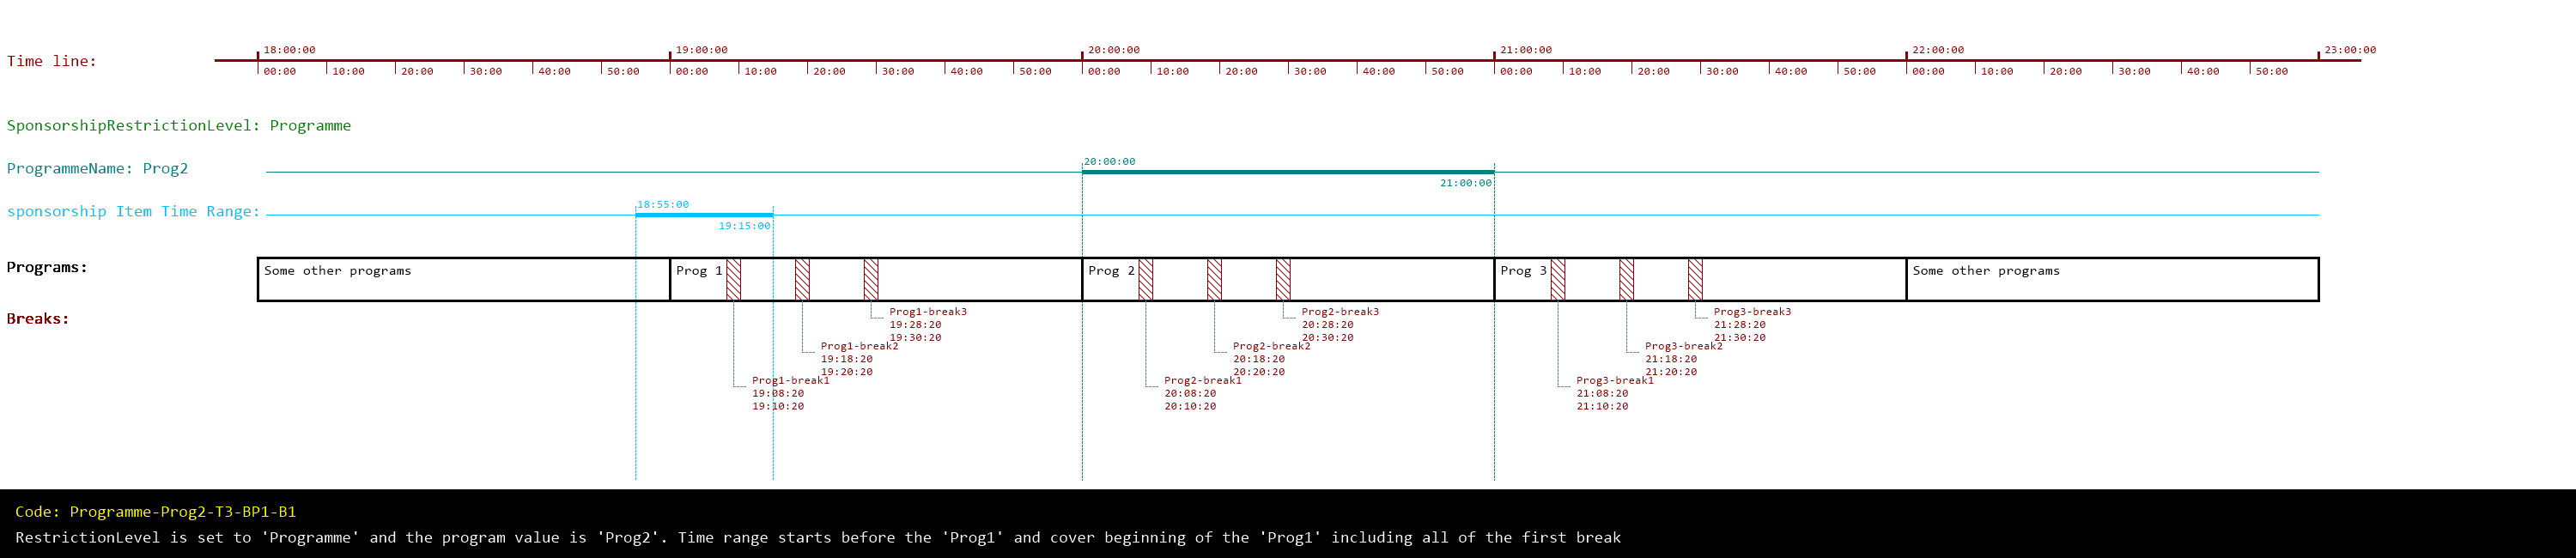 18:00:00 19:00:00 20:00:00 21:00:00 22:00:00 23:00:00
Time line:
00:00 10:00 20:00 30:00 40:00 50:00 00:00 10:00 20:00 30:00 40:00 50:00 00:00 10:00 20:00 30:00 40:00 50:00 00:00 10:00 20:00 30:00 40:00 50:00 00:00 10:00 20:00 30:00 40:00 50:00
SponsorshipRestrictionLevel: Programme
ProgrammeName: Prog2
20:00:00
21:00:00
sponsorship Item Time Range:
18:55:00
19:15:00
Programs:
Some other programs
Prog 1
Prog 2
Prog 3
Some other programs
Breaks:
Prog1-break3
19:28:20
19:30:20
Prog1-break2
19:18:20
19:20:20
Prog1-break1
19:08:20
19:10:20
Prog2-break3
20:28:20
20:30:20
Prog2-break2
20:18:20
20:20:20
Prog2-break1
20:08:20
20:10:20
Prog3-break3
21:28:20
21:30:20
Prog3-break2
21:18:20
21:20:20
Prog3-break1
21:08:20
21:10:20
Code: Programme-Prog2-T3-BP1-B1
RestrictionLevel is set to 'Programme' and the program value is 'Prog2'. Time range starts before the 'Prog1' and cover beginning of the 'Prog1' including all of the first break